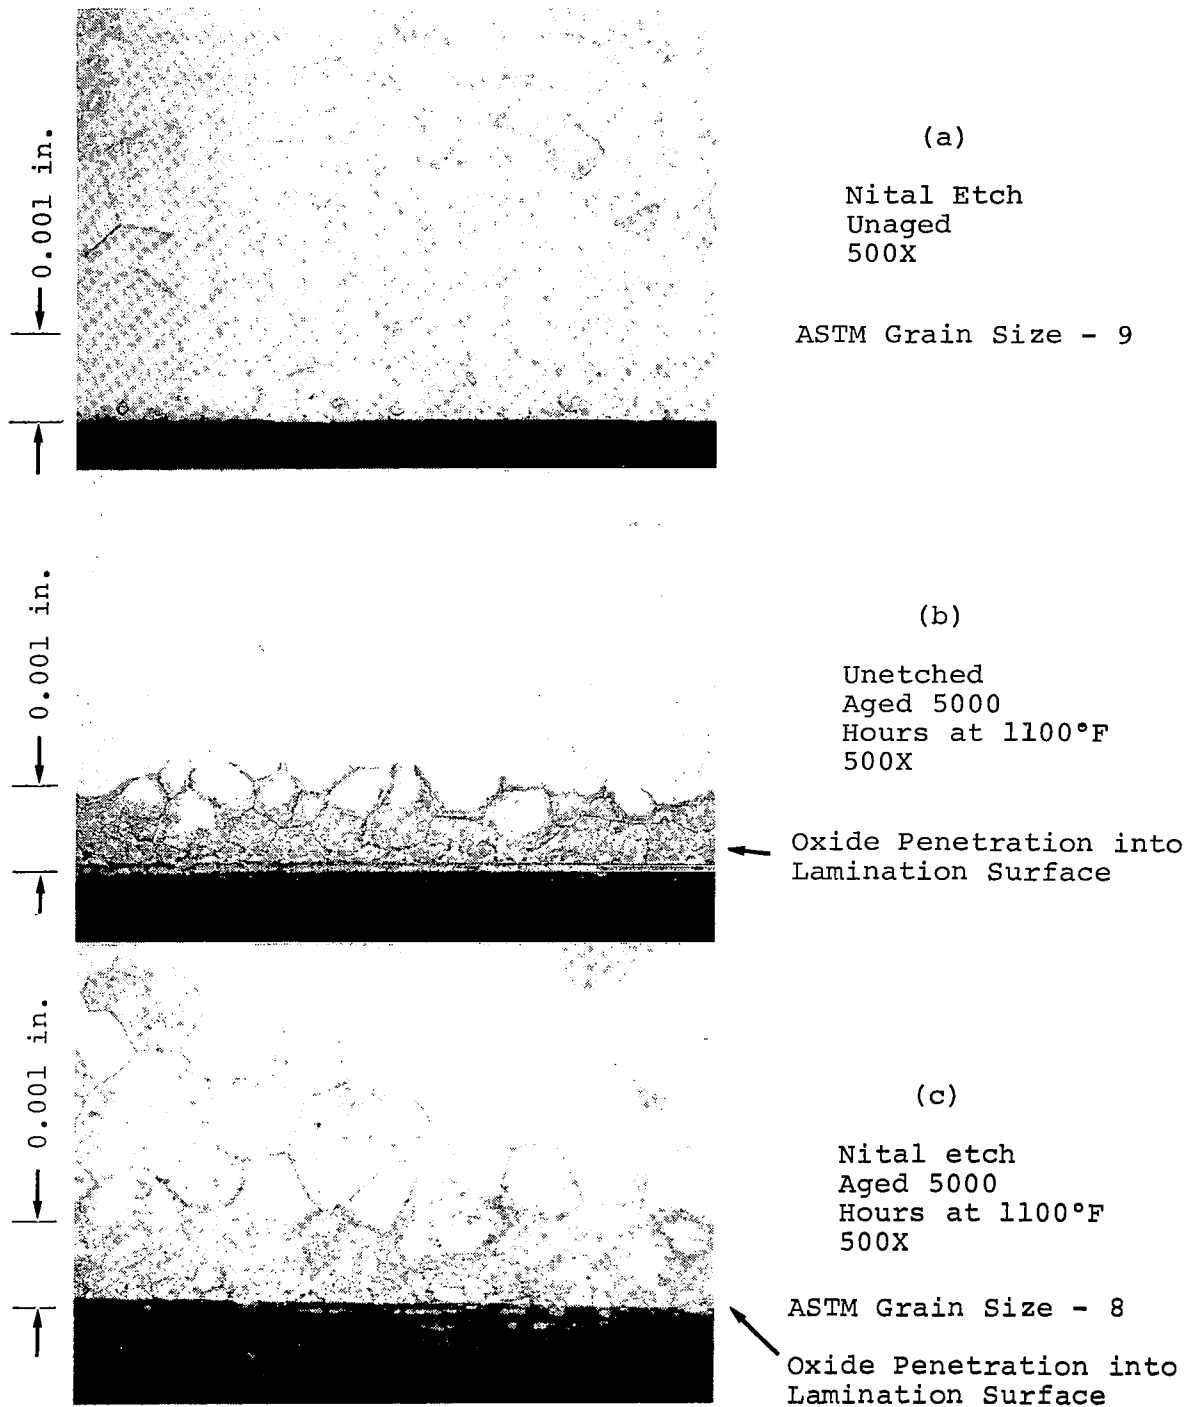 0.001 in.
(a)
Nital Etch
Unaged
500X
ASTM Grain Size - 9
0.001 in.
(b)
Unetched
Aged 5000
Hours at 1100°F
500X
Oxide Penetration into
Lamination Surface
0.001 in.
(c)
Nital etch
Aged 5000
Hours at 1100°F
500X
ASTM Grain Size - 8
Oxide Penetration into
Lamination Surface